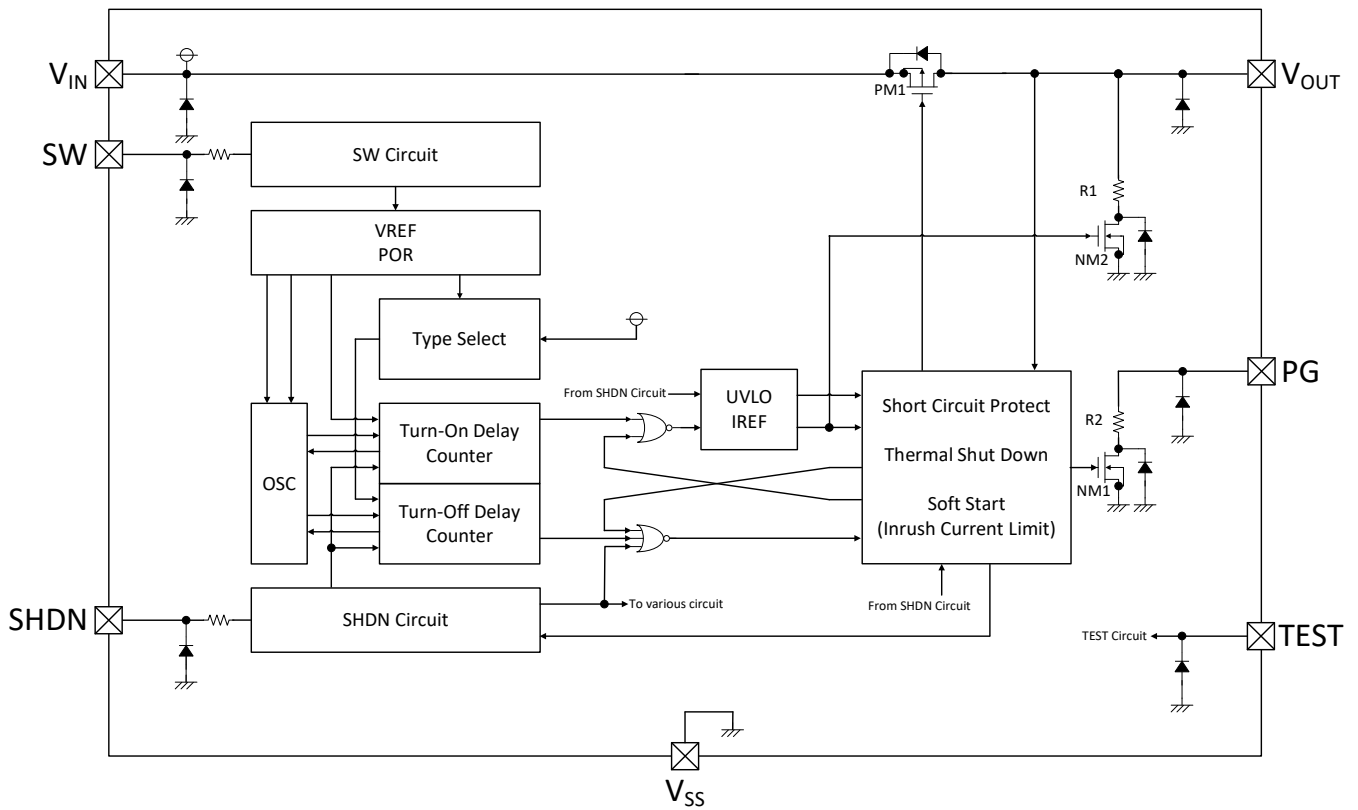 VIN
PM1
VOUT
SW
SW Circuit
R1
VREF
POR
NM2
Type Select
From SHDN Circuit
UVLO
IREF
PG
Short Circuit Protect
R2
Turn-On Delay
Counter
Thermal Shut Down
OSC
NM1
Turn-Off Delay
Counter
Soft Start
(Inrush Current Limit)
SHDN
SHDN Circuit
To various circuit
From SHDN Circuit
TEST Circuit
TEST
VSS